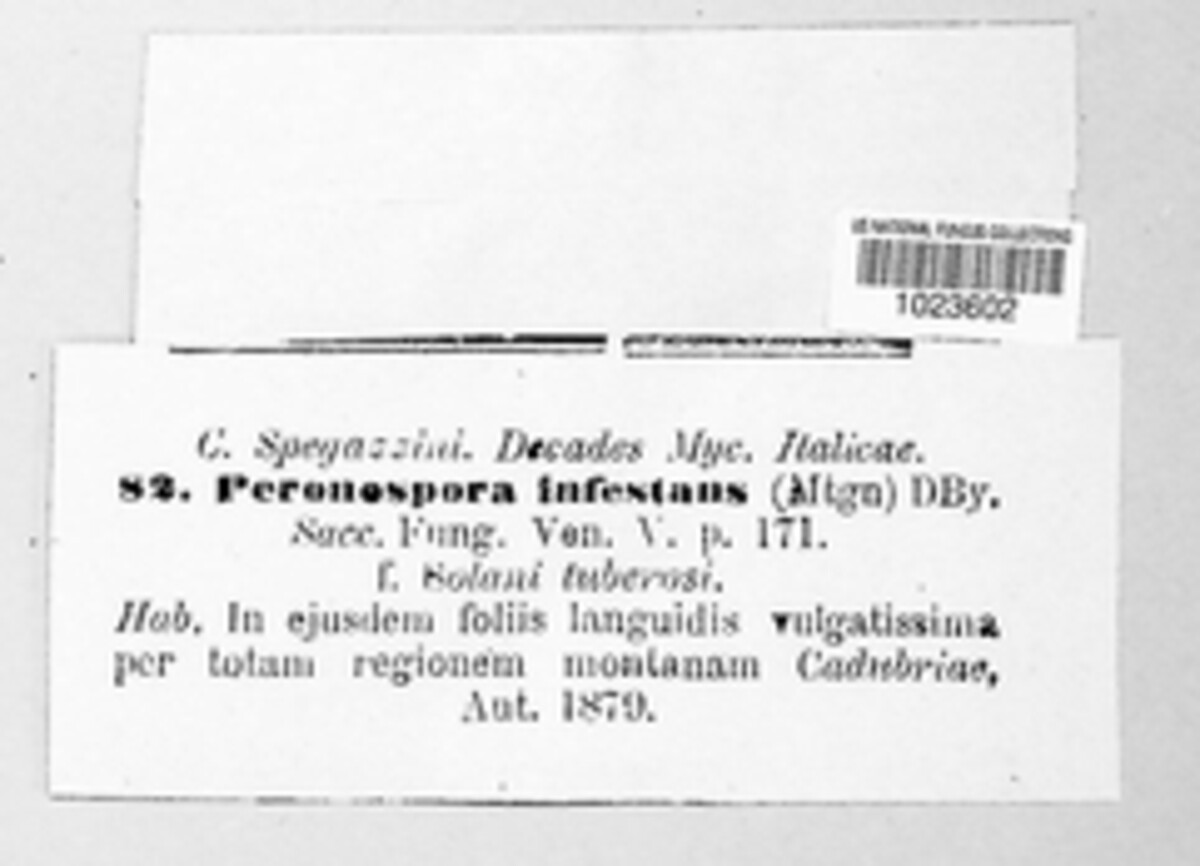 US NATIONAL FUNGUS COLLECTIONS
1023602
C. Spegazzini. Decades Myc. Italicae.
82. Peronospora infestans (Mtgn) DBy.
Sacc. Fung. Ven. V. p. 171.
f. Solani tuberosi.
Hab. In ejusdem foliis languidis vulgatissima
per totam regionem montanam Cadubriae,
Aut. 1879.